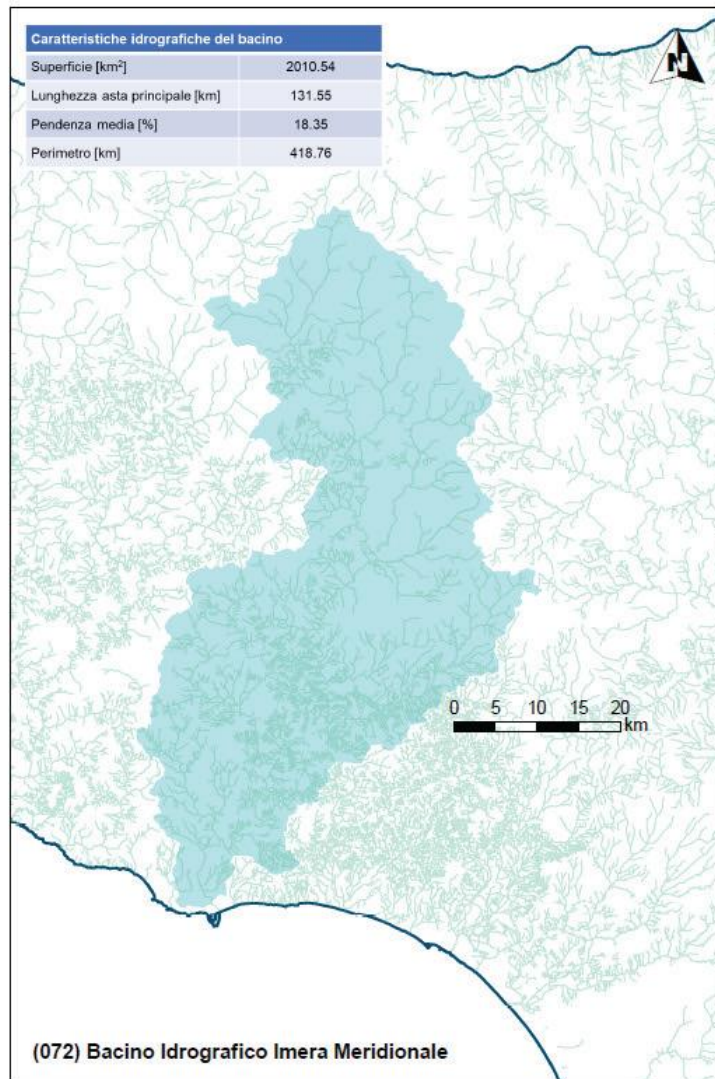 Caratteristiche idrografiche del bacino
Superficie [km²] 2010.54
Lunghezza asta principale [km] 131.55
Pendenza media [%] 18.35
Perimetro [km] 418.76
N
0 5 10 15 20
km
(072) Bacino Idrografico Imera Meridionale